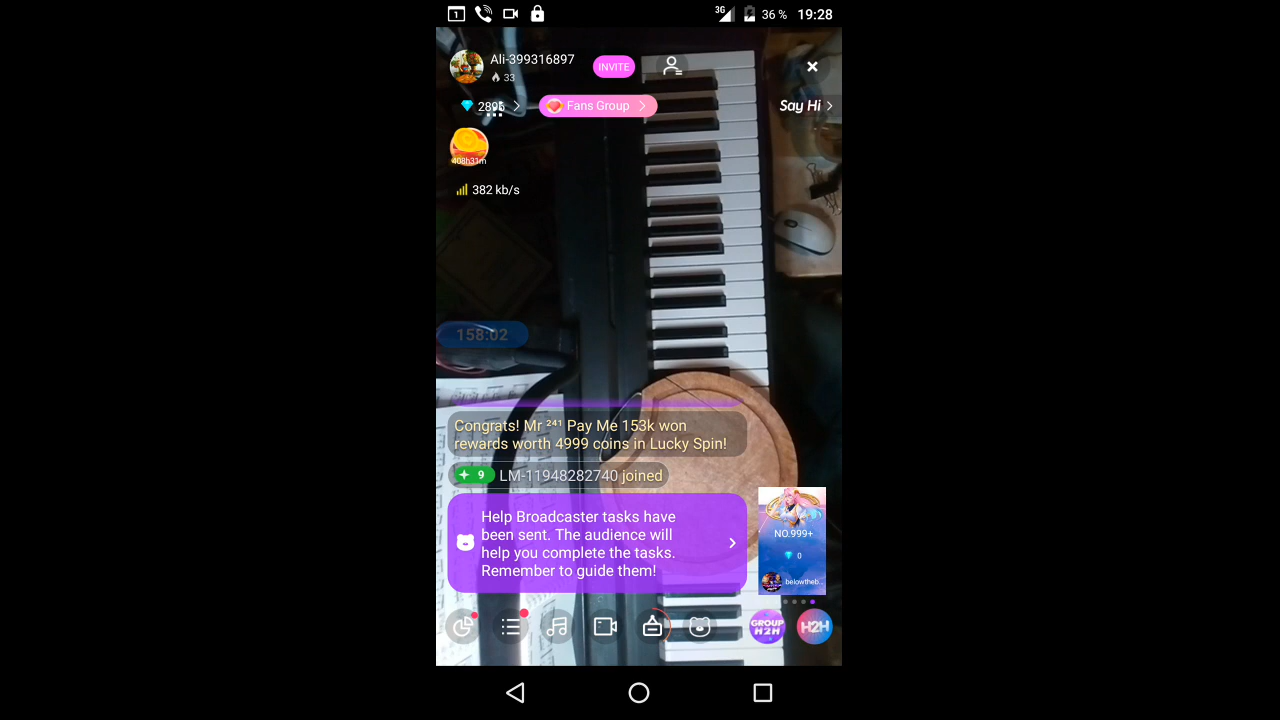 1
3G
36 %
19:28
Ali-399316897
33
INVITE
Fans Group
Say Hi
408h31m
382 kb/s
158:02
Congrats! Mr ²⁴¹ Pay Me 153k won
rewards worth 4999 coins in Lucky Spin!
9 LM-11948282740 joined
Help Broadcaster tasks have
been sent. The audience will
help you complete the tasks.
Remember to guide them!
NO.999+
0
belowtheb..
GROUP
H2H
H2H